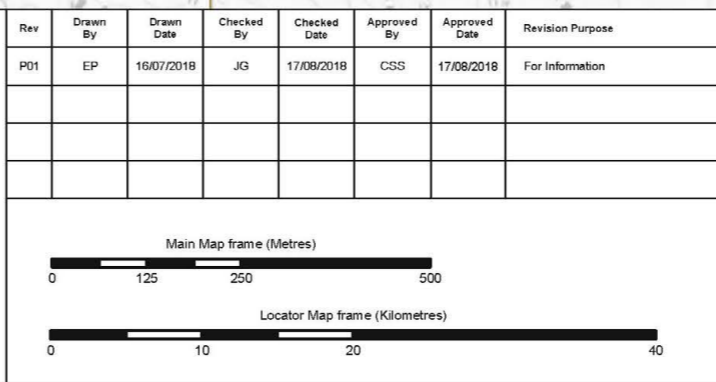 Rev Drawn By Drawn Date Checked By Checked Date Approved By Approved Date Revision Purpose
P01 EP 16/07/2018 JG 17/08/2018 CSS 17/08/2018 For Information
Main Map frame (Metres)
0 125 250 500
Locator Map frame (Kilometres)
0 10 20 40